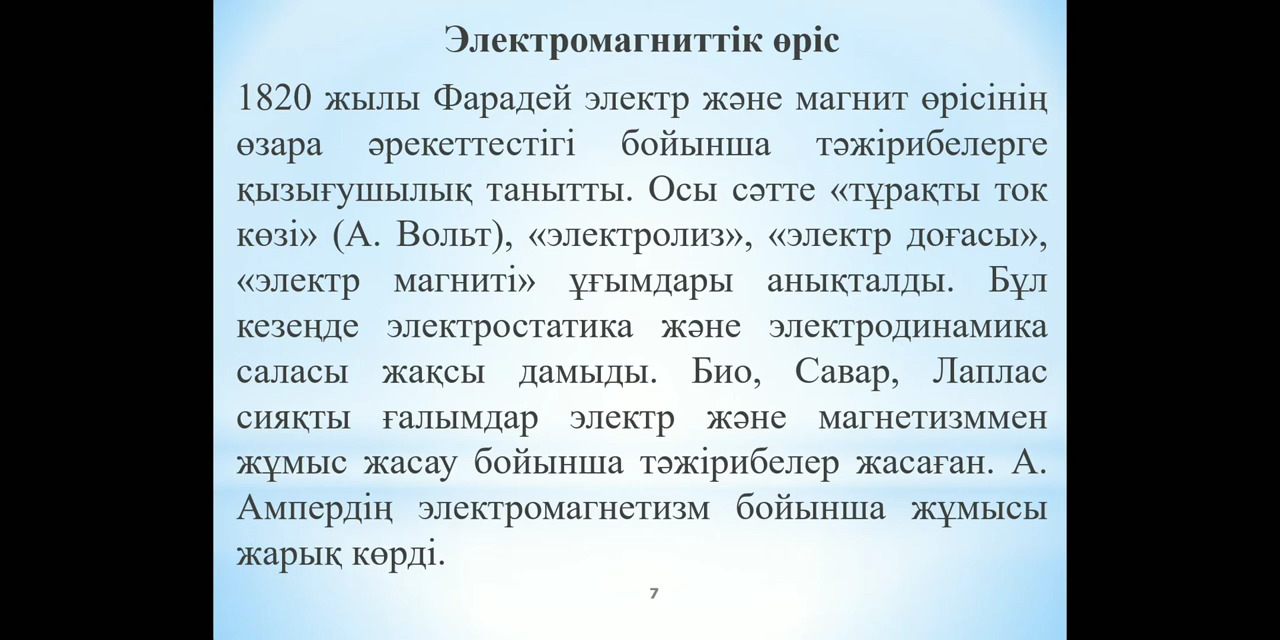 Электромагниттік өріс
1820 жылы Фарадей электр және магнит өрісінің
өзара әрекеттестігі бойынша тәжірибелерге
қызығушылық танытты. Осы сәтте «тұрақты ток
көзі» (А. Вольт), «электролиз», «электр доғасы»,
«электр магниті» ұғымдары анықталды. Бұл
кезеңде электростатика және электродинамика
саласы жақсы дамыды. Био, Савар, Лаплас
сияқты ғалымдар электр және магнетизммен
жұмыс жасау бойынша тәжірибелер жасаған. А.
Ампердің электромагнетизм бойынша жұмысы
жарық көрді.
7